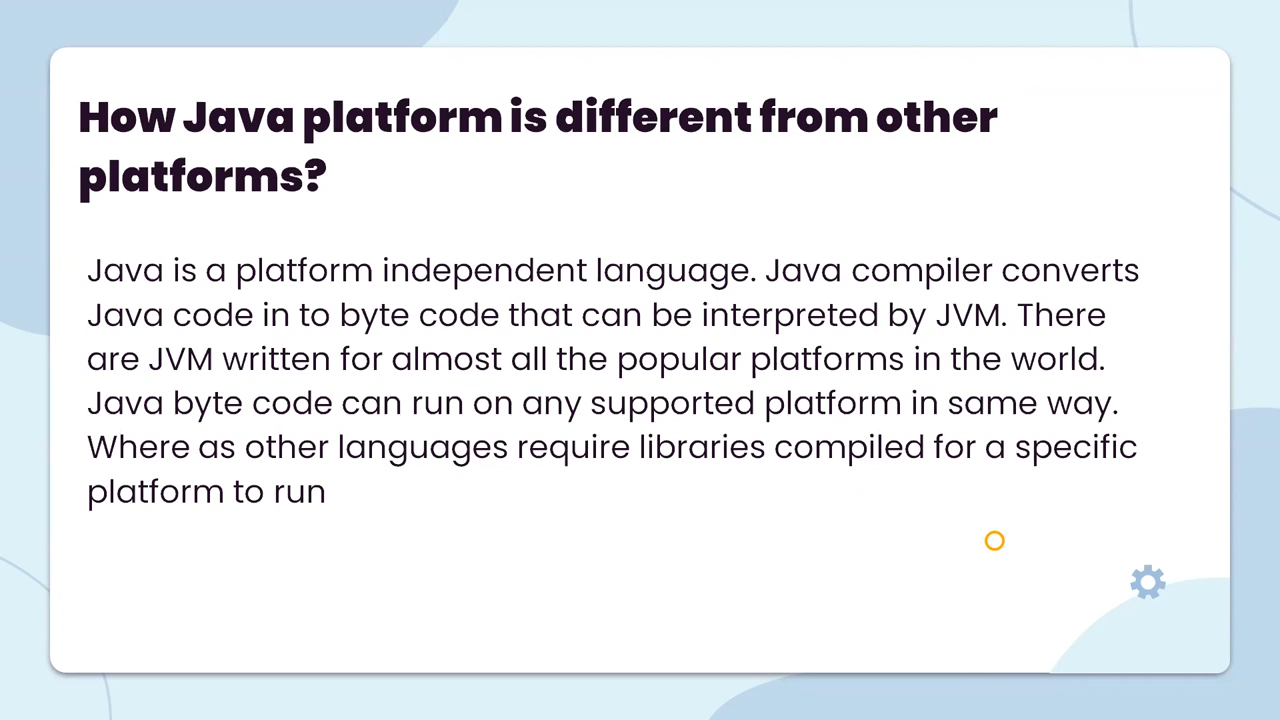 How Java platform is different from other
platforms?
Java is a platform independent language. Java compiler converts
Java code in to byte code that can be interpreted by JVM. There
are JVM written for almost all the popular platforms in the world.
Java byte code can run on any supported platform in same way.
Where as other languages require libraries compiled for a specific
platform to run